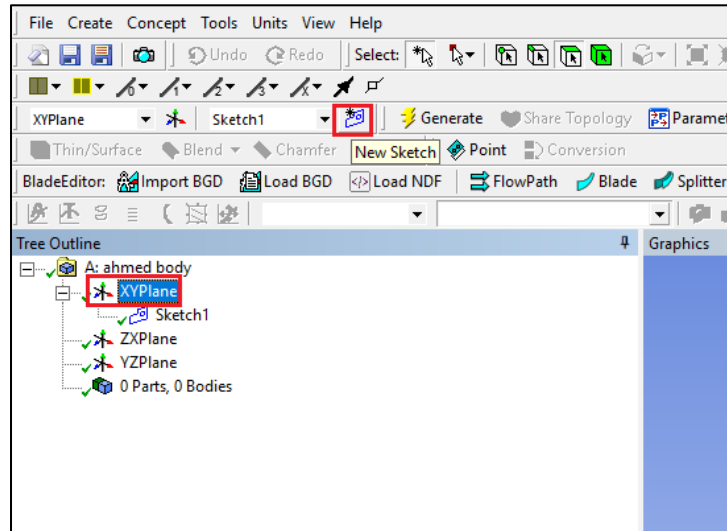 File Create Concept Tools Units View Help
Undo Redo Select:
XYPlane Sketch1 Generate Share Topology Paramet
Thin/Surface Blend Chamfer New Sketch Point Conversion
BladeEditor: Import BGD Load BGD Load NDF FlowPath Blade Splitter
Tree Outline Graphics
A: ahmed body
XYPlane
Sketch1
ZXPlane
YZPlane
0 Parts, 0 Bodies